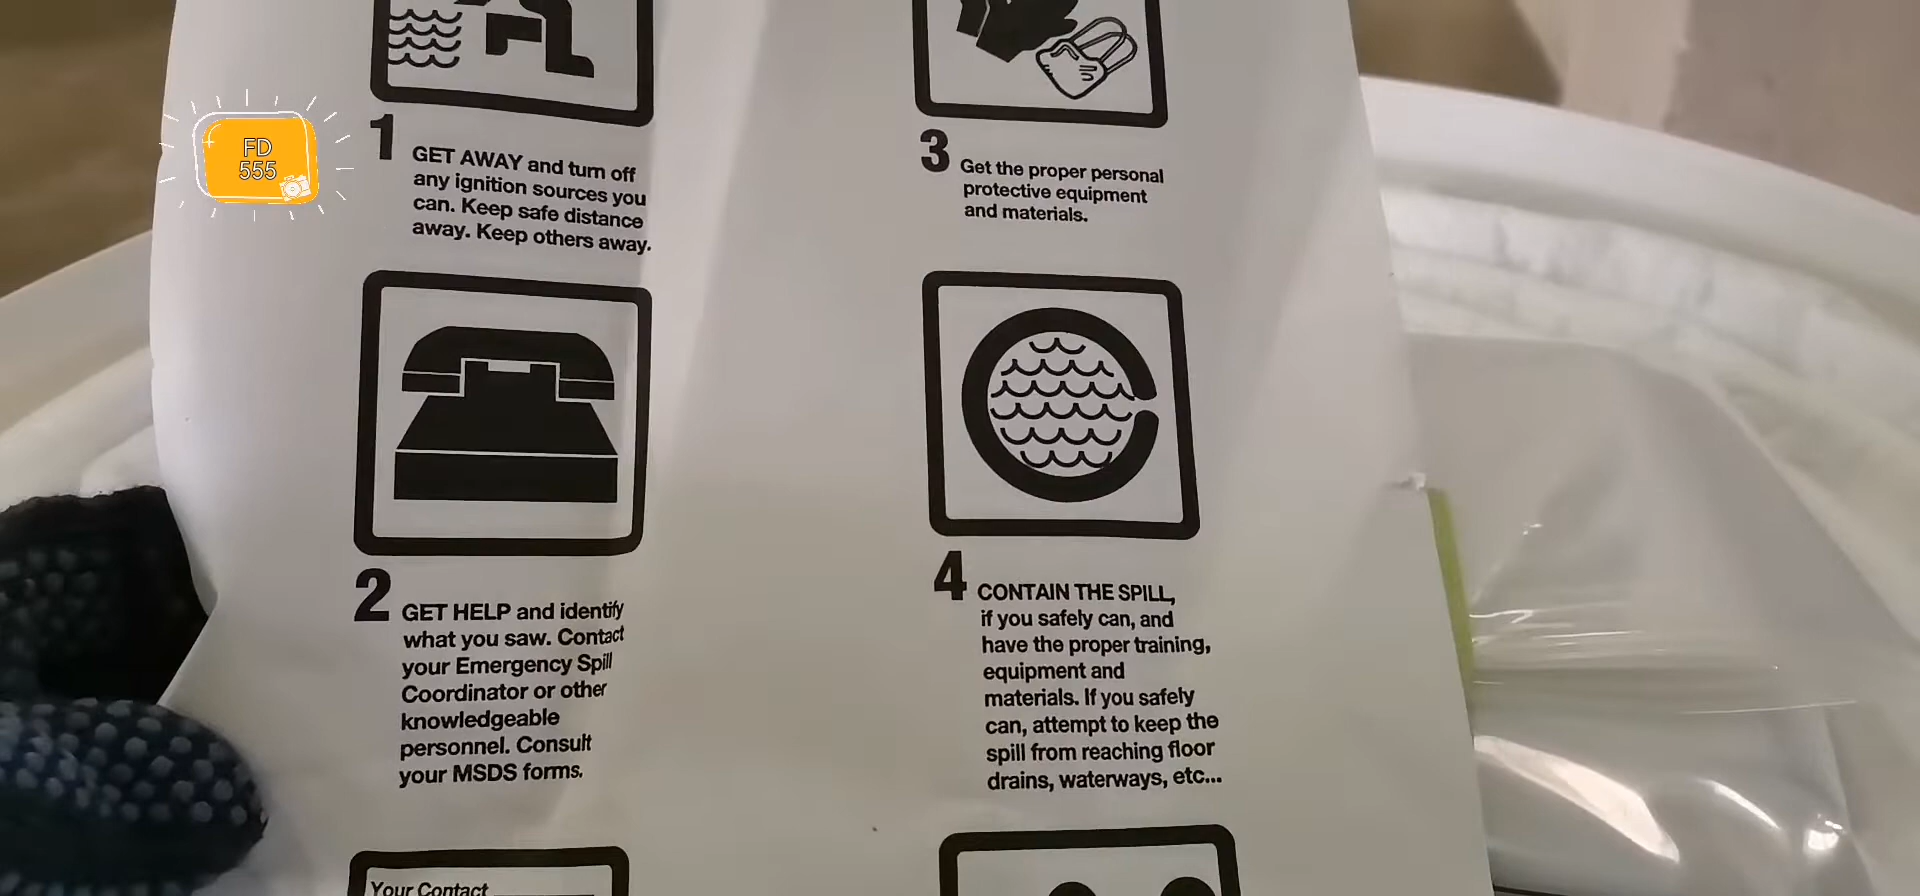 FD
555
1
GET AWAY and turn off
any ignition sources you
can. Keep safe distance
away. Keep others away.
2
GET HELP and identify
what you saw. Contact
your Emergency Spill
Coordinator or other
knowledgeable
personnel. Consult
your MSDS forms.
Your Contact
3
Get the proper personal
protective equipment
and materials.
4
CONTAIN THE SPILL,
if you safely can, and
have the proper training,
equipment and
materials. If you safely
can, attempt to keep the
spill from reaching floor
drains, waterways, etc...